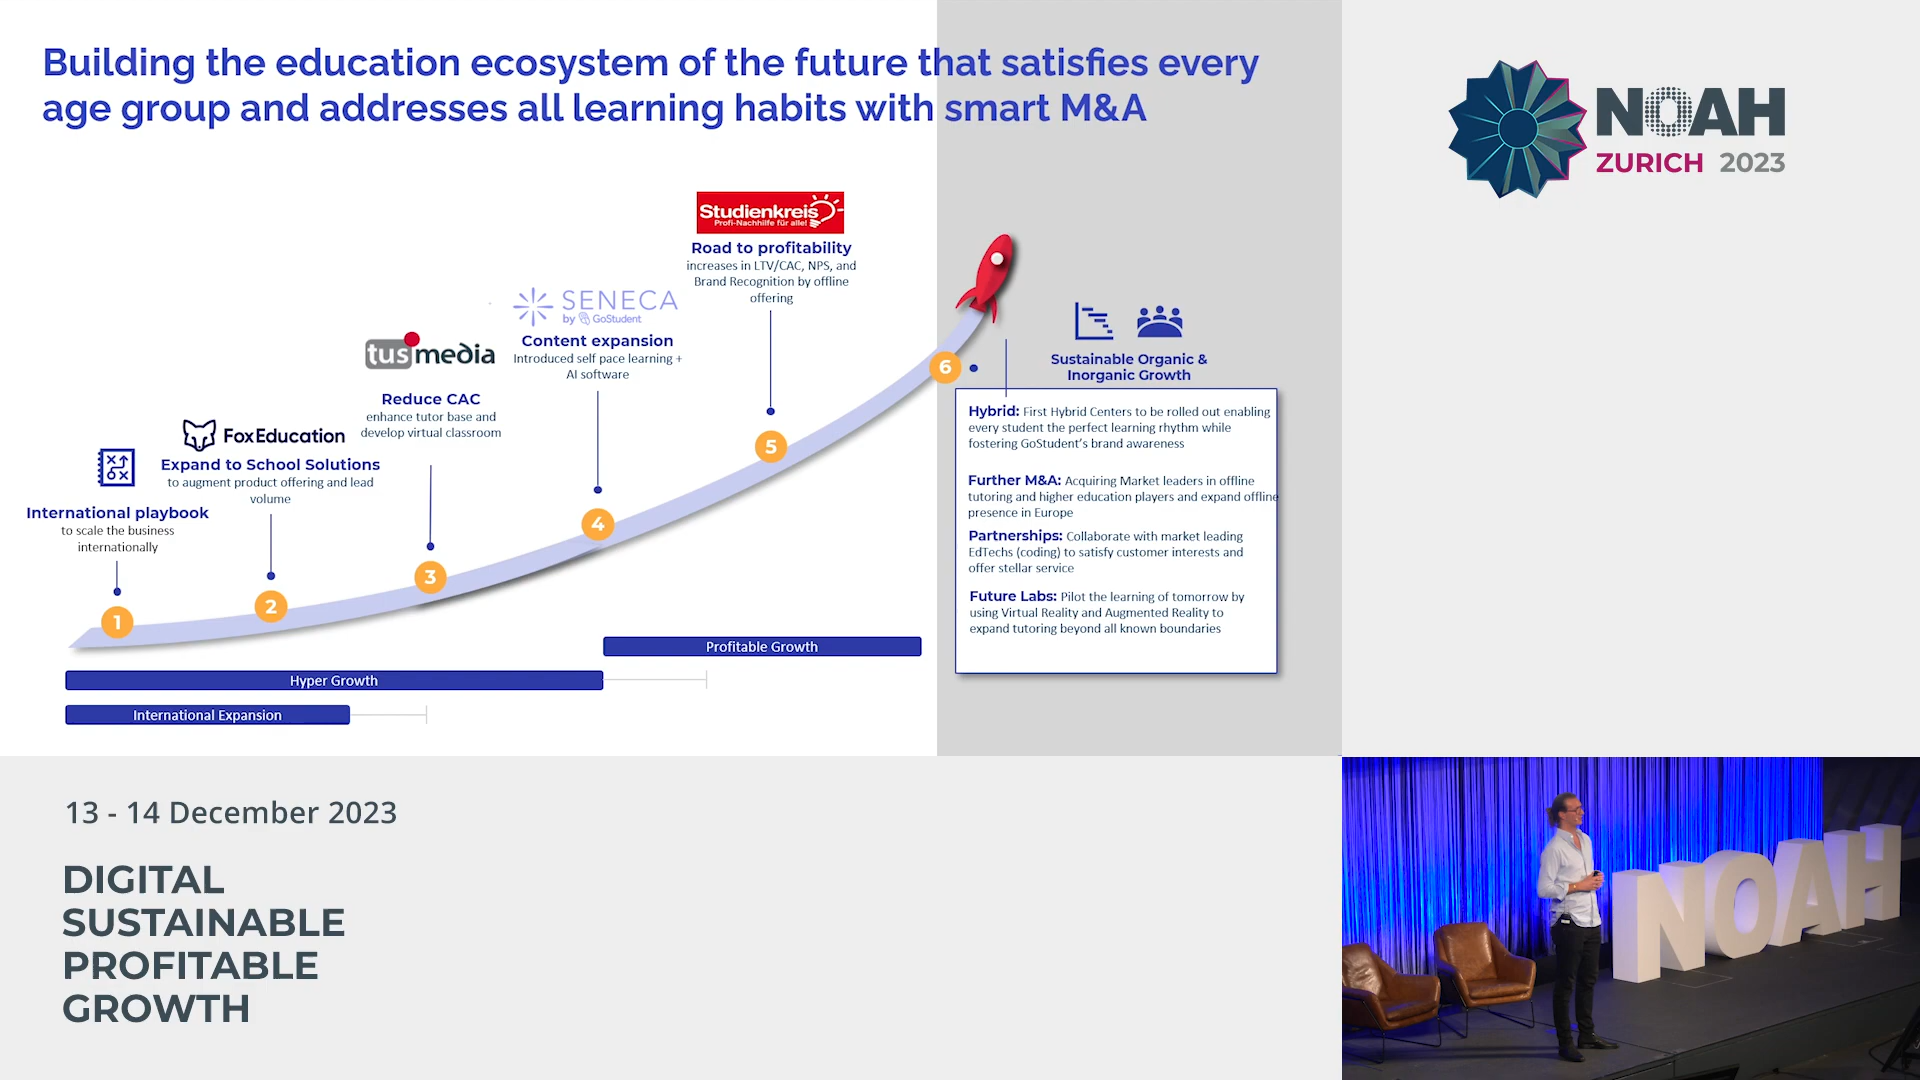 Building the education ecosystem of the future that satisfies every
age group and addresses all learning habits with smart M&A
NOAH
ZURICH 2023
Studienkreis
Profi-Nachhilfe für alle!
Road to profitability
increases in LTV/CAC, NPS, and
Brand Recognition by offline
offering
SENECA
by GoStudent
Content expansion
Introduced self pace learning +
AI software
tusmedia
Reduce CAC
enhance tutor base and
develop virtual classroom
FoxEducation
Expand to School Solutions
to augment product offering and lead
volume
International playbook
to scale the business
internationally
1
2
3
4
5
6
Sustainable Organic &
Inorganic Growth
Hybrid: First Hybrid Centers to be rolled out enabling
every student the perfect learning rhythm while
fostering GoStudent's brand awareness
Further M&A: Acquiring Market leaders in offline
tutoring and higher education players and expand offline
presence in Europe
Partnerships: Collaborate with market leading
EdTechs (coding) to satisfy customer interests and
offer stellar service
Future Labs: Pilot the learning of tomorrow by
using Virtual Reality and Augmented Reality to
expand tutoring beyond all known boundaries
Profitable Growth
Hyper Growth
International Expansion
13 - 14 December 2023
DIGITAL
SUSTAINABLE
PROFITABLE
GROWTH
NOAH